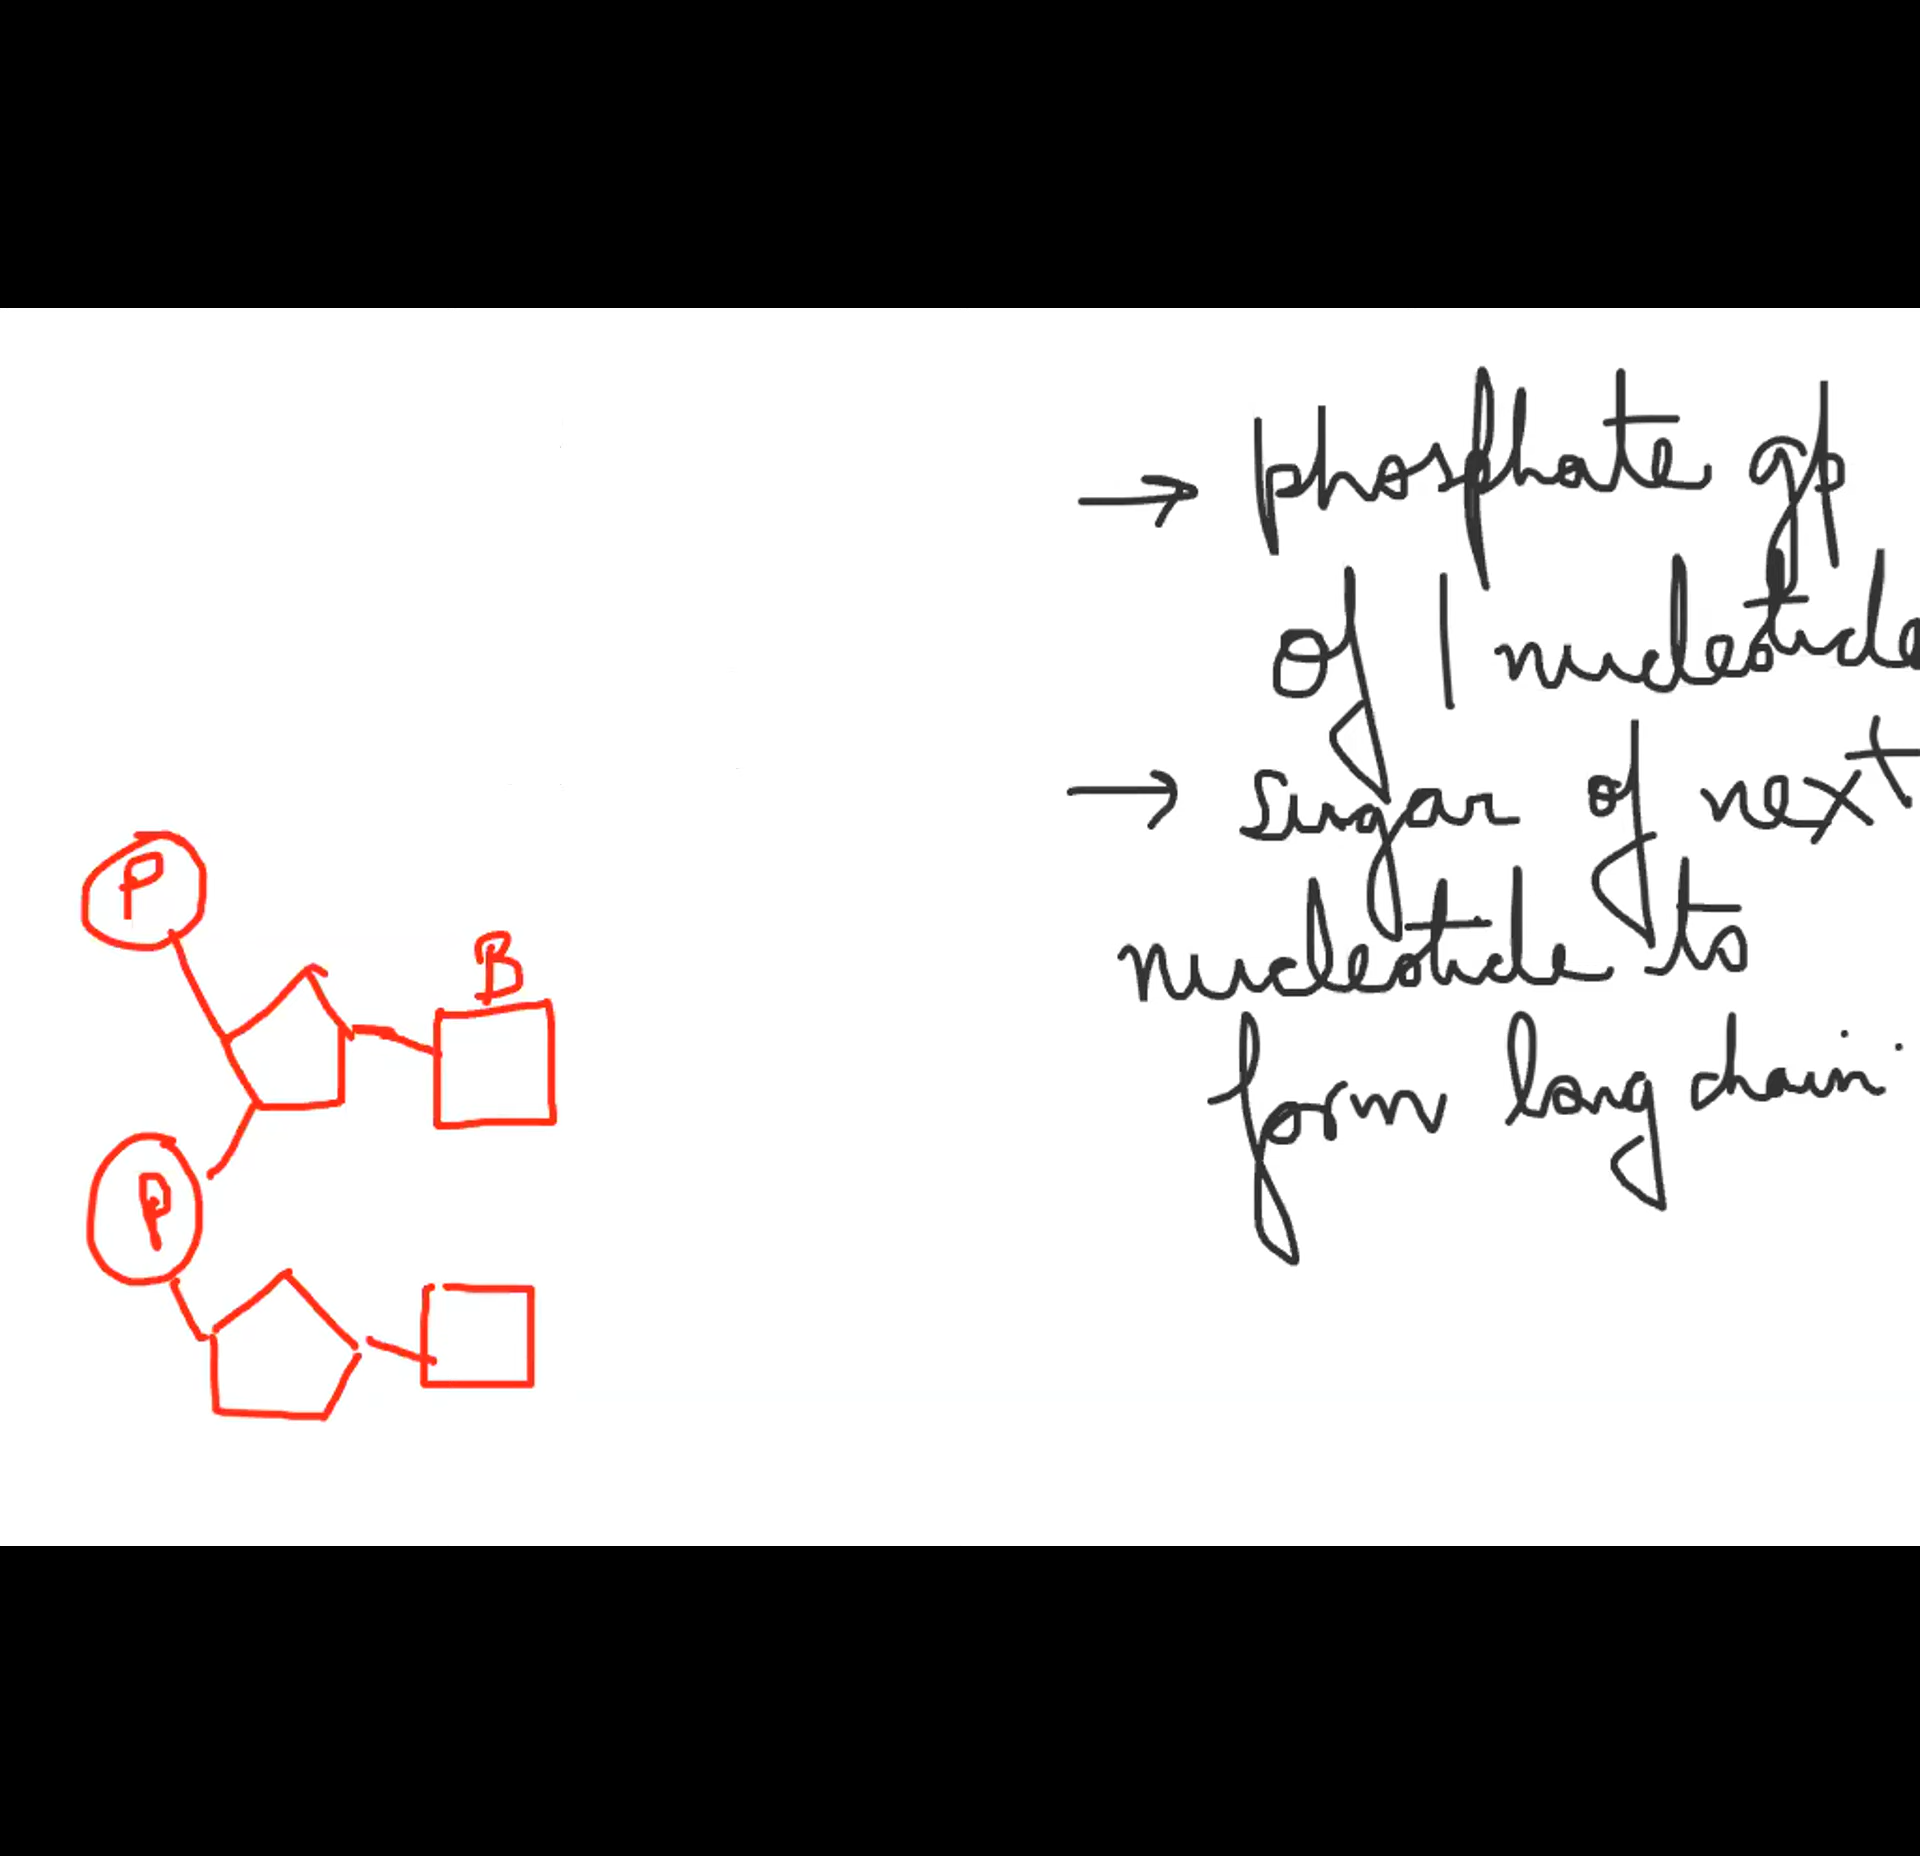 → phosphate gp
of 1 nucleotide
→ sugar of next
nucleotide to
form long chain.
P
B
P